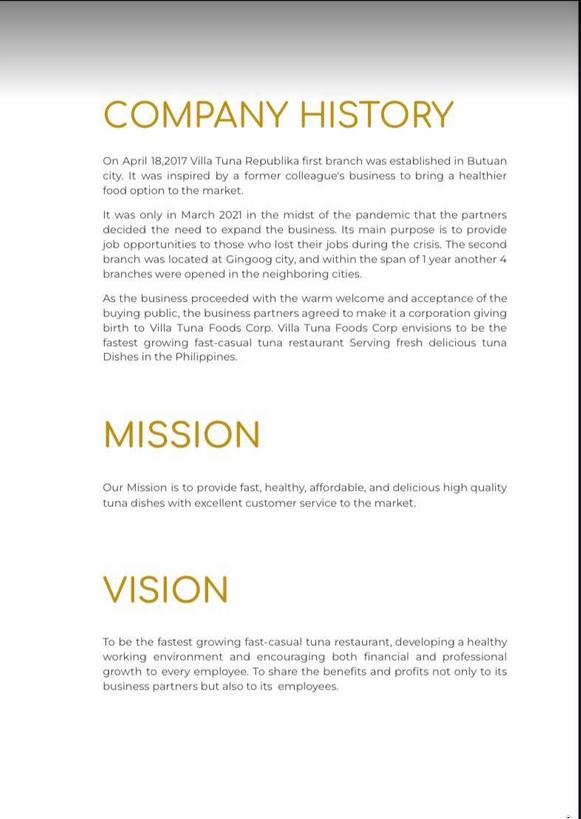 COMPANY HISTORY
On April 18,2017 Villa Tuna Republika first branch was established in Butuan
city. It was inspired by a former colleague's business to bring a healthier
food option to the market.
It was only in March 2021 in the midst of the pandemic that the partners
decided the need to expand the business. Its main purpose is to provide
job opportunities to those who lost their jobs during the crisis. The second
branch was located at Gingoog city, and within the span of 1 year another 4
branches were opened in the neighboring cities.
As the business proceeded with the warm welcome and acceptance of the
buying public, the business partners agreed to make it a corporation giving
birth to Villa Tuna Foods Corp. Villa Tuna Foods Corp envisions to be the
fastest growing fast-casual tuna restaurant Serving fresh delicious tuna
Dishes in the Philippines.
MISSION
Our Mission is to provide fast, healthy, affordable, and delicious high quality
tuna dishes with excellent customer service to the market.
VISION
To be the fastest growing fast-casual tuna restaurant, developing a healthy
working environment and encouraging both financial and professional
growth to every employee. To share the benefits and profits not only to its
business partners but also to its employees.